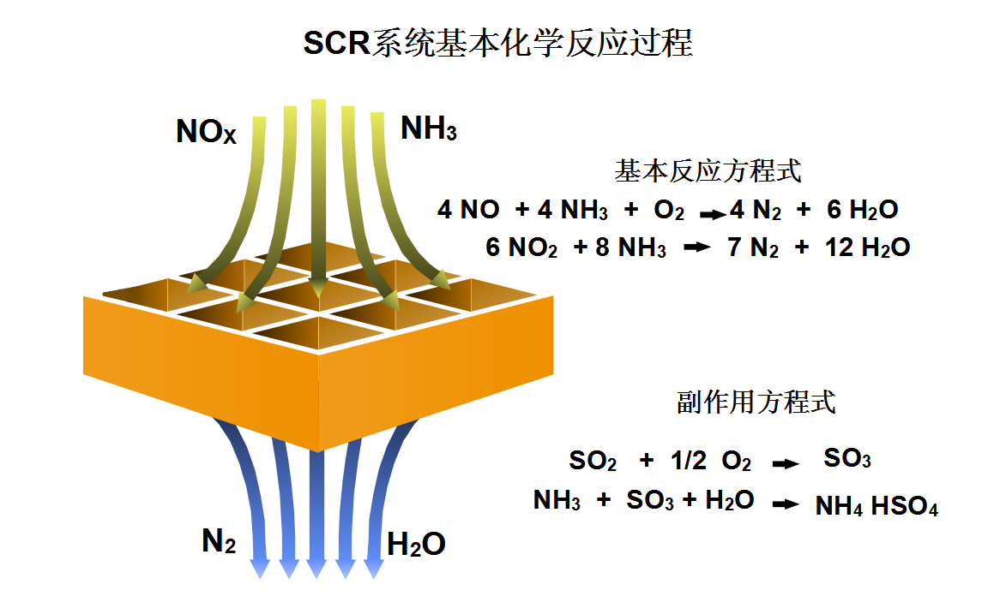 SCR系统基本化学反应过程
NOX
NH3
基本反应方程式
4 NO + 4 NH3 + O2 → 4 N2 + 6 H2O
6 NO2 + 8 NH3 → 7 N2 + 12 H2O
副作用方程式
SO2 + 1/2 O2 → SO3
NH3 + SO3 + H2O → NH4 HSO4
N2
H2O